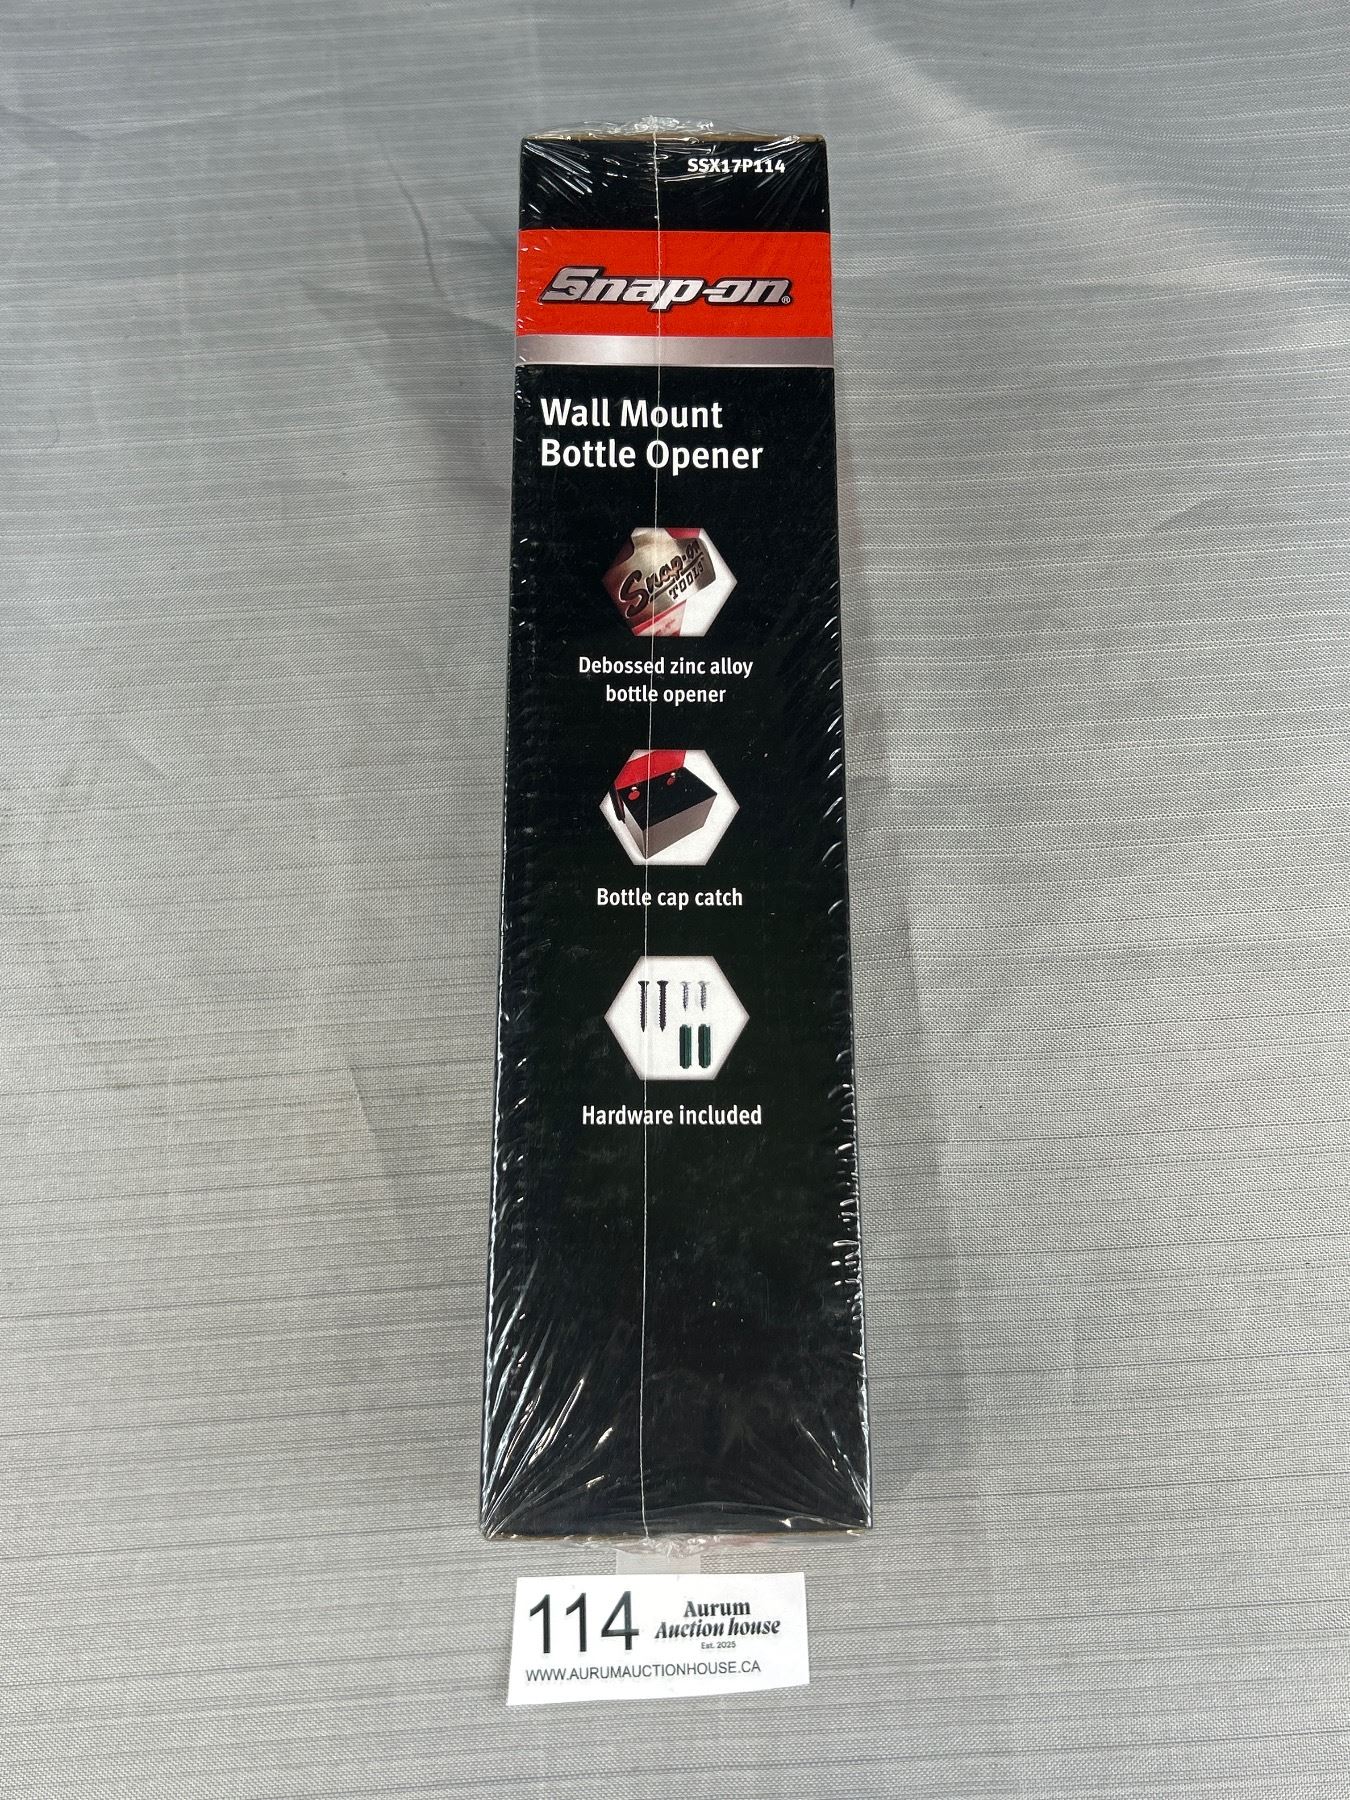 SSX17P114
Snap-on®
Wall Mount
Bottle Opener
Snap-on
TOOLS
Debossed zinc alloy
bottle opener
Bottle cap catch
Hardware included
114
Aurum
Auction house
Est. 2025
WWW.AURUMAUCTIONHOUSE.CA